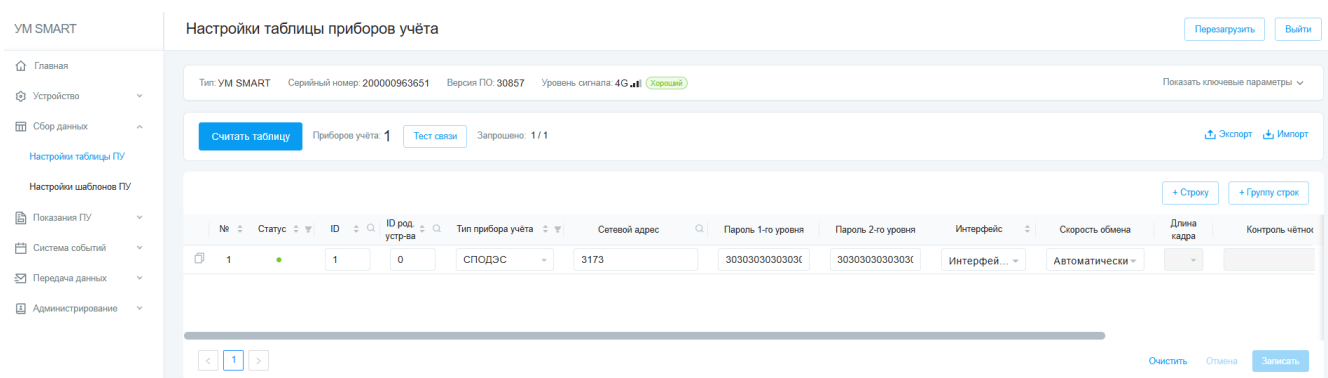 УМ SMART
Настройки таблицы приборов учёта
Перезагрузить
Выйти
Главная
Устройство
Сбор данных
Настройки таблицы ПУ
Настройки шаблонов ПУ
Показания ПУ
Система событий
Передача данных
Администрирование
Тип: УМ SMART Серийный номер: 200000963651 Версия ПО: 30857 Уровень сигнала: 4G Хороший
Показать ключевые параметры
Считать таблицу Приборов учёта: 1 Тест связи Запрошено: 1 / 1
Экспорт Импорт
+ Строку + Группу строк
№ Статус ID ID род. устр-ва Тип прибора учёта Сетевой адрес Пароль 1-го уровня Пароль 2-го уровня Интерфейс Скорость обмена Длина кадра Контроль чётнос
1 1 0 СПОДЭС 3173 30303030303030 30303030303030 Интерфей... Автоматически
< 1 >
Очистить Отмена Записать